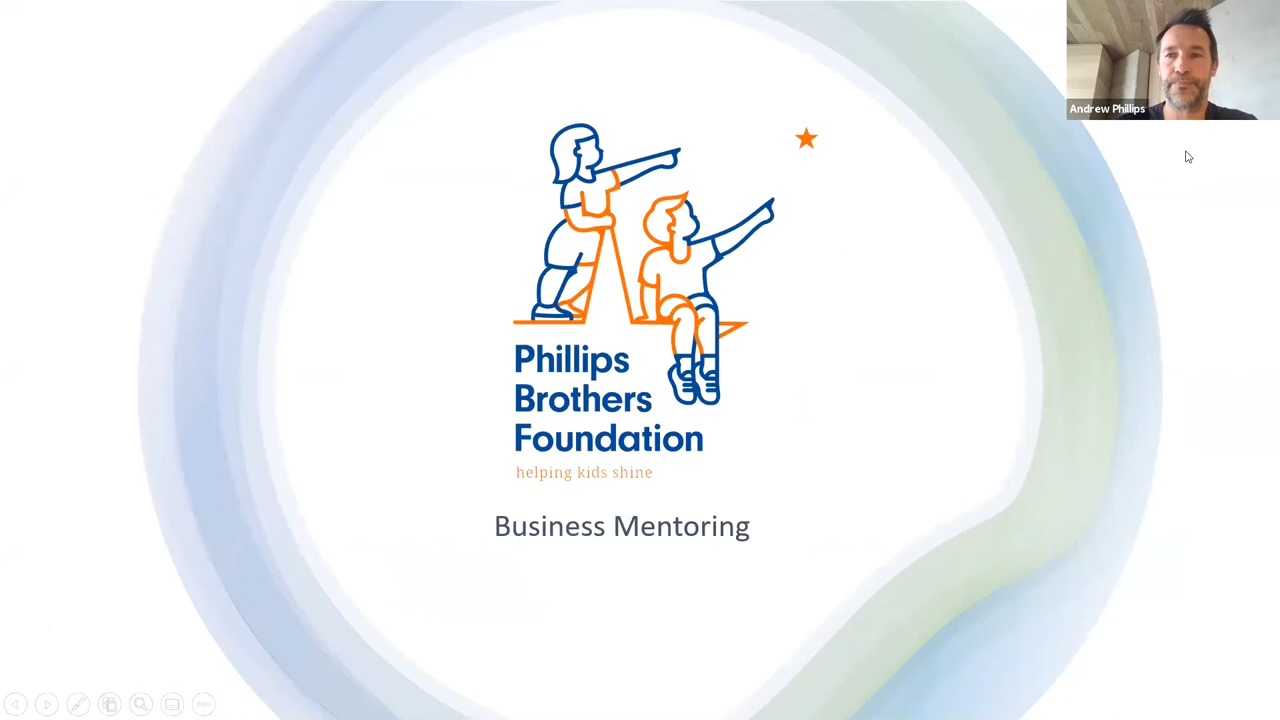 Andrew Phillips
Phillips
Brothers
Foundation
helping kids shine
Business Mentoring